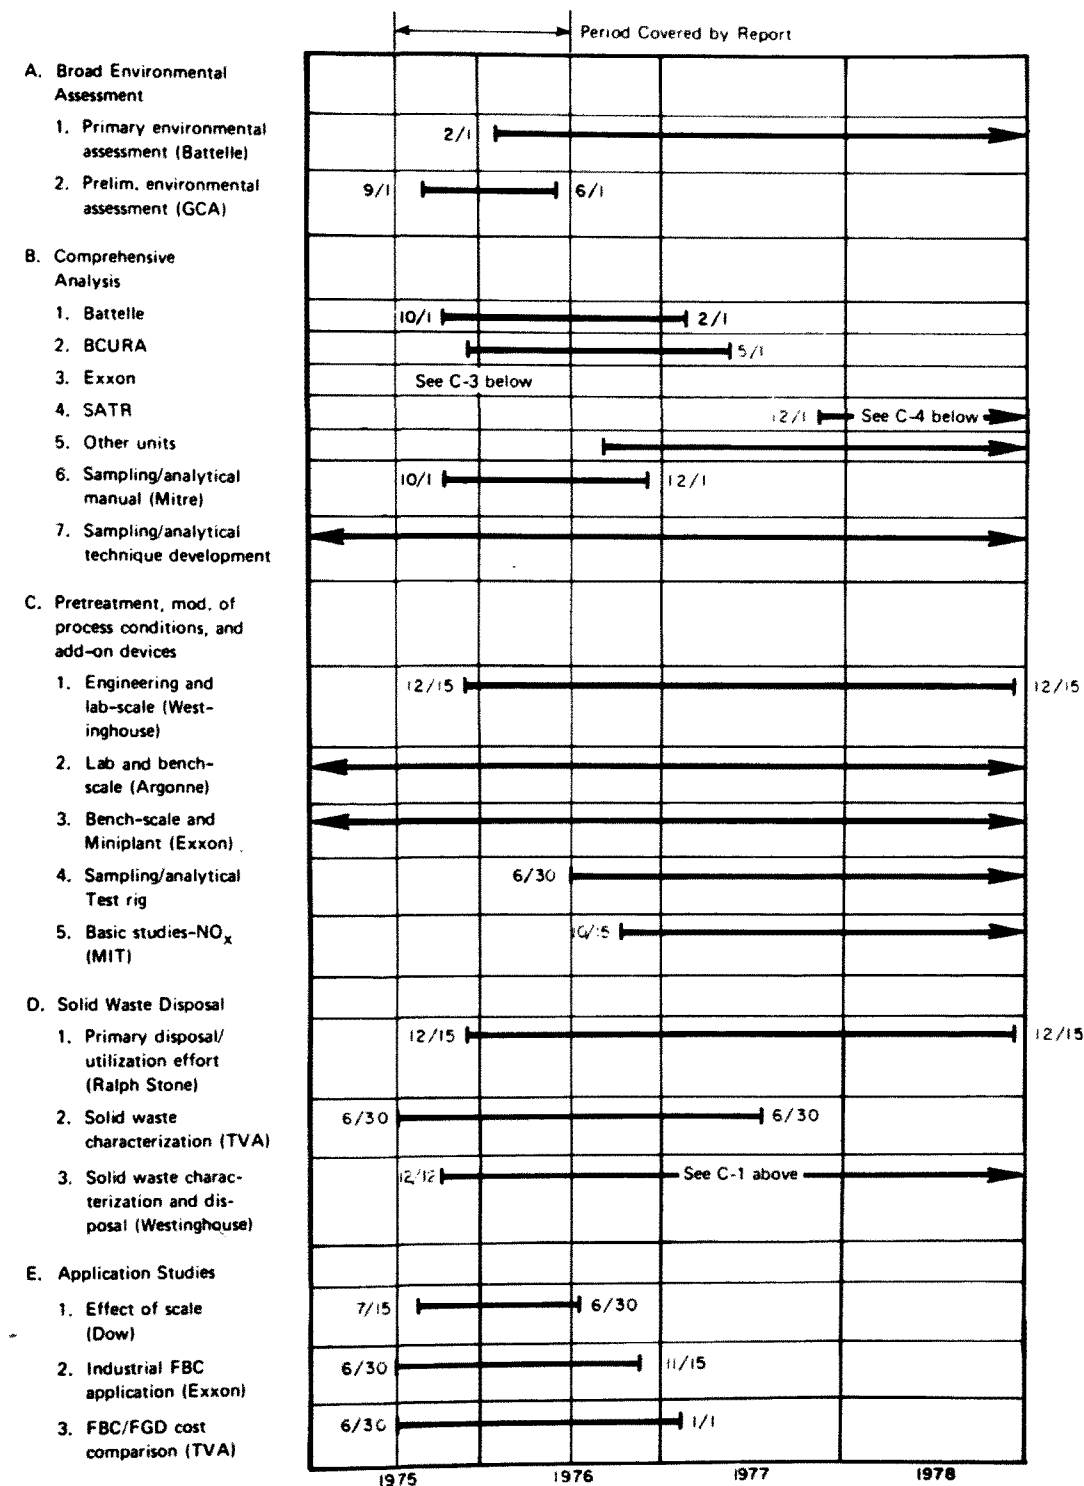 Period Covered by Report
A. Broad Environmental
Assessment
1. Primary environmental
assessment (Battelle)
2/1
2. Prelim. environmental
assessment (GCA)
9/1 6/1
B. Comprehensive
Analysis
1. Battelle 10/1 2/1
2. BCURA 5/1
3. Exxon See C-3 below
4. SATR 12/1 See C-4 below
5. Other units
6. Sampling/analytical
manual (Mitre)
10/1 12/1
7. Sampling/analytical
technique development
C. Pretreatment, mod. of
process conditions, and
add-on devices
1. Engineering and
lab-scale (West-
inghouse)
12/15 12/15
2. Lab and bench-
scale (Argonne)
3. Bench-scale and
Miniplant (Exxon)
4. Sampling/analytical
Test rig
6/30
5. Basic studies-NOx
(MIT)
10/15
D. Solid Waste Disposal
1. Primary disposal/
utilization effort
(Ralph Stone)
12/15 12/15
2. Solid waste
characterization (TVA)
6/30 6/30
3. Solid waste charac-
terization and dis-
posal (Westinghouse)
See C-1 above
E. Application Studies
1. Effect of scale
(Dow)
7/15 6/30
2. Industrial FBC
application (Exxon)
6/30 11/15
3. FBC/FGD cost
comparison (TVA)
6/30 1/1
1975 1976 1977 1978